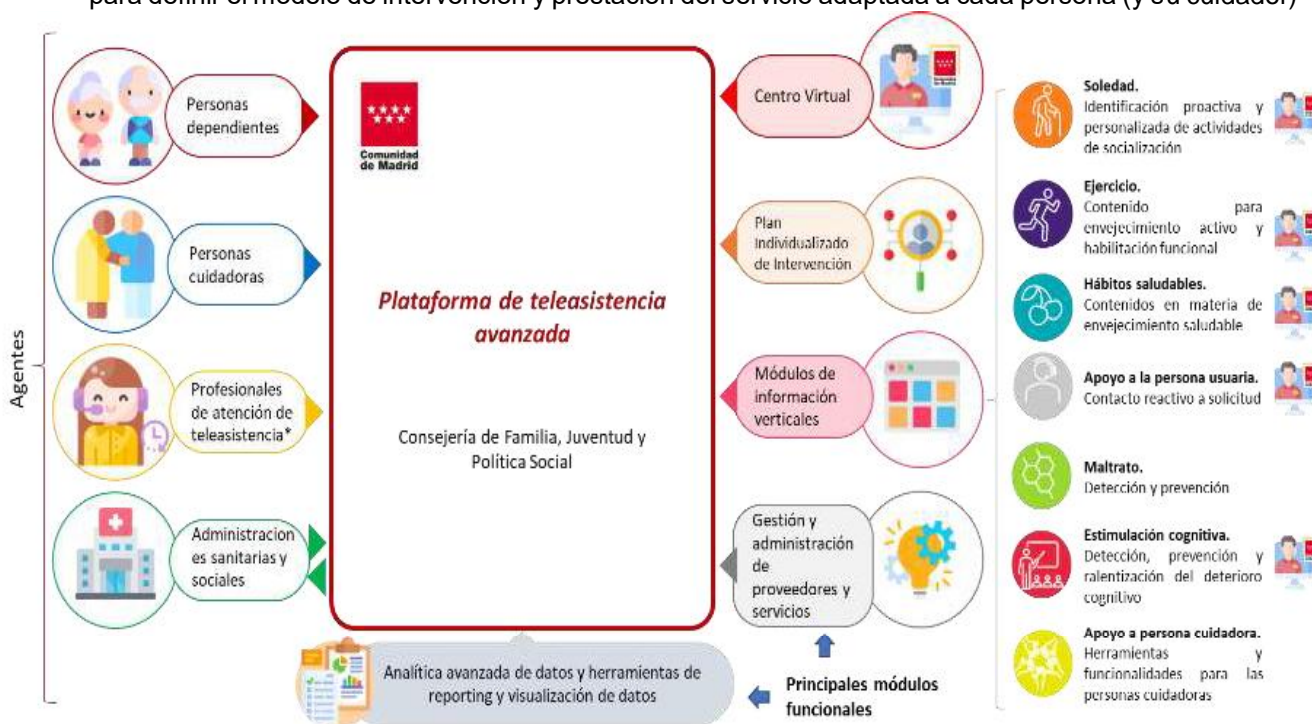 para definir el modelo de intervención y prestación del servicio adaptada a cada persona (y su cuidador)
Agentes
Personas
dependientes
Personas
cuidadoras
Profesionales
de atención de
teleasistencia*
Administracion
es sanitarias y
sociales
Comunidad
de Madrid
Plataforma de teleasistencia
avanzada
Consejería de Familia, Juventud y
Política Social
Analítica avanzada de datos y herramientas de
reporting y visualización de datos
Centro Virtual
Plan
Individualizado
de Intervención
Módulos de
información
verticales
Gestión y
administración
de
proveedores y
servicios
Principales módulos
funcionales
Soledad.
Identificación proactiva y
personalizada de actividades
de socialización
Ejercicio.
Contenido para
envejecimiento activo y
habilitación funcional
Hábitos saludables.
Contenidos en materia de
envejecimiento saludable
Apoyo a la persona usuaria.
Contacto reactivo a solicitud
Maltrato.
Detección y prevención
Estimulación cognitiva.
Detección, prevención y
ralentización del deterioro
cognitivo
Apoyo a persona cuidadora.
Herramientas y
funcionalidades para las
personas cuidadoras